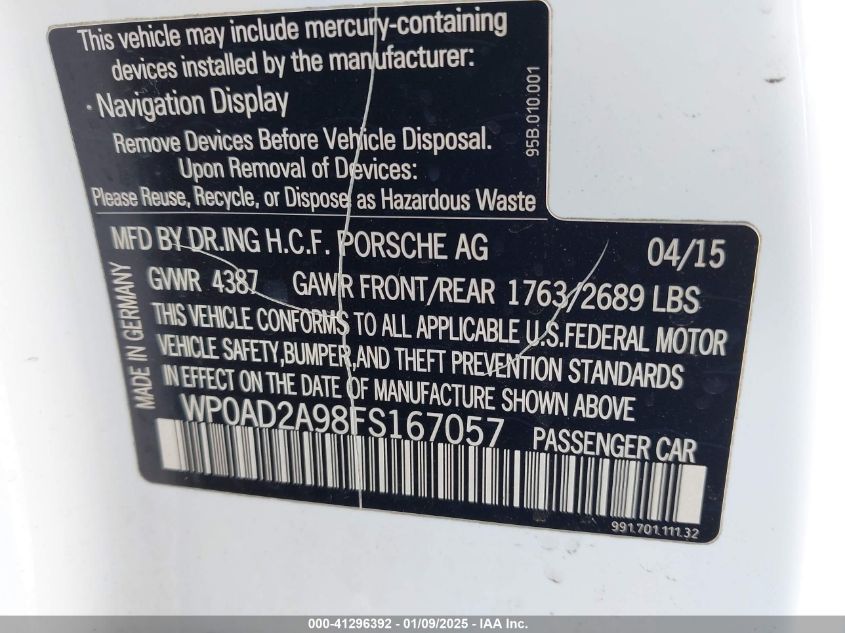 This vehicle may include mercury-containing
devices installed by the manufacturer:
· Navigation Display
Remove Devices Before Vehicle Disposal.
Upon Removal of Devices:
Please Reuse, Recycle, or Dispose as Hazardous Waste
95B.010.001
MFD BY DR.ING H.C.F. PORSCHE AG 04/15
GVWR 4387 GAWR FRONT/REAR 1763/2689 LBS
THIS VEHICLE CONFORMS TO ALL APPLICABLE U.S.FEDERAL MOTOR
VEHICLE SAFETY,BUMPER,AND THEFT PREVENTION STANDARDS
IN EFFECT ON THE DATE OF MANUFACTURE SHOWN ABOVE
MADE IN GERMANY
WP0AD2A98FS167057 PASSENGER CAR
991.701.111.32
000-41296392 - 01/09/2025 - IAA Inc.